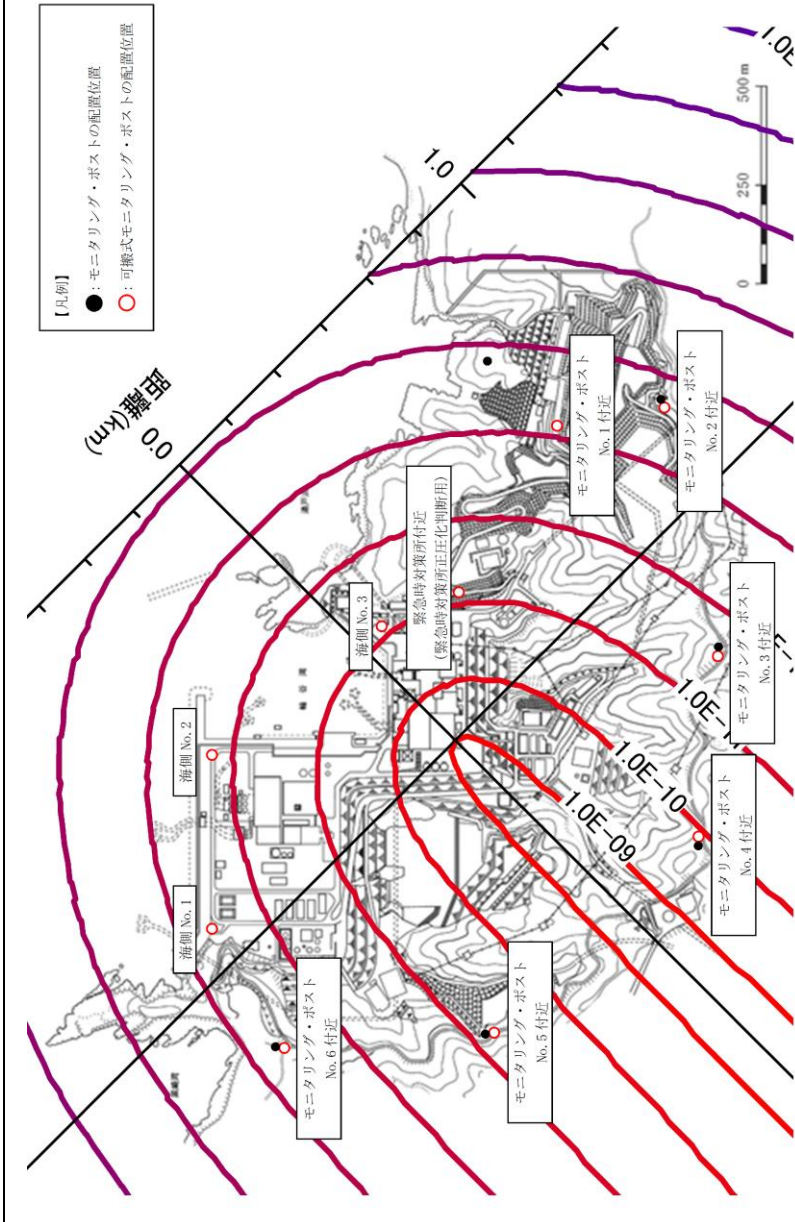 【凡例】
●：モニタリング・ポストの配置位置
○：可搬式モニタリング・ポストの配置位置
距離(km)
0.0
1.0
0
250
500m
海側 No.1
海側 No.2
海側 No.3
緊急時対策所付近
（緊急時対策所正圧化判断用）
モニタリング・ポスト
No.1 付近
モニタリング・ポスト
No.2 付近
モニタリング・ポスト
No.3 付近
モニタリング・ポスト
No.4 付近
モニタリング・ポスト
No.5 付近
モニタリング・ポスト
No.6 付近
1.0E-09
1.0E-10
1.0E-11
1.0E
輪谷湾